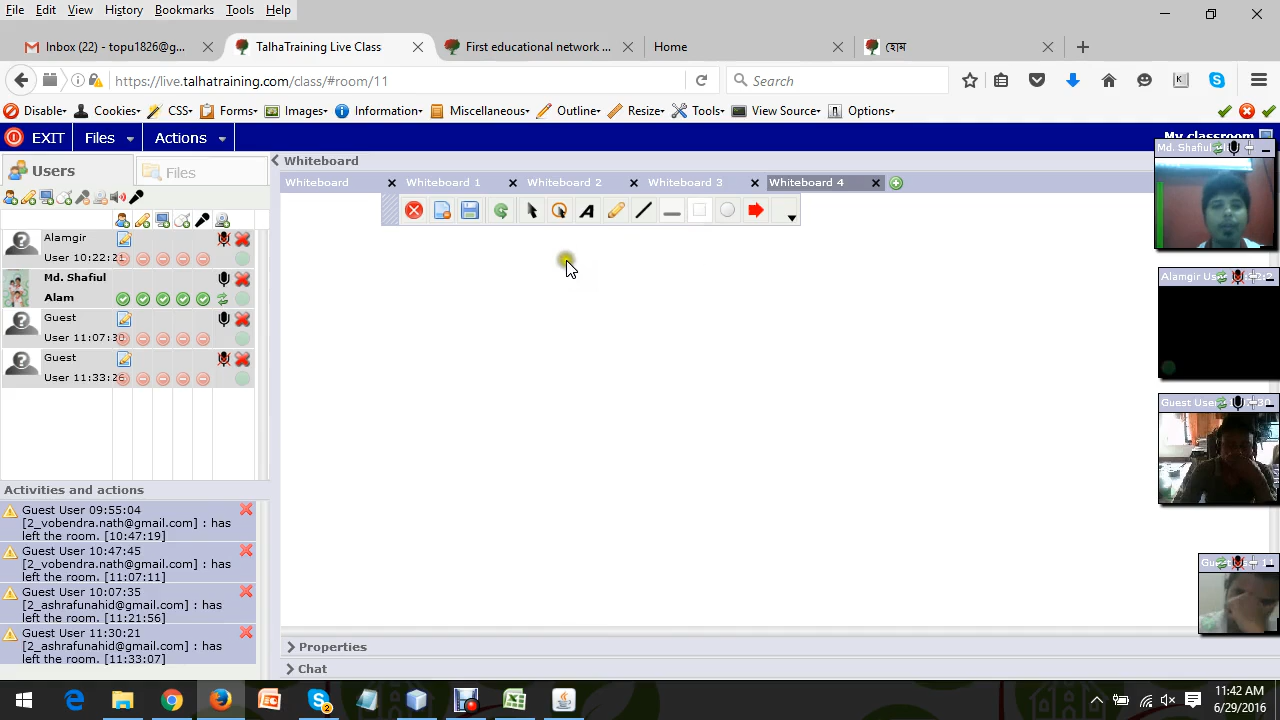 File Edit View History Bookmarks Tools Help
Inbox (22) - topu1826@g...
TalhaTraining Live Class
First educational network ...
Home
হোম
https://live.talhatraining.com/class/#room/11
Search
Disable
Cookies
CSS
Forms
Images
Information
Miscellaneous
Outline
Resize
Tools
View Source
Options
EXIT Files Actions
My classroom
Users
Files
Whiteboard
Whiteboard
Whiteboard 1
Whiteboard 2
Whiteboard 3
Whiteboard 4
A
Alamgir
User 10:22:21
Md. Shafiul
Alam
Guest
User 11:07:30
Guest
User 11:33:26
Md. Shafiul
Alamgir
Activities and actions
Guest User 09:55:04
[2_vobendra.nath@gmail.com] : has
left the room. [10:47:19]
Guest User 10:47:45
[2_vobendra.nath@gmail.com] : has
left the room. [11:07:11]
Guest User 10:07:35
[2_ashrafunahid@gmail.com] : has
left the room. [11:21:56]
Guest User 11:30:21
[2_ashrafunahid@gmail.com] : has
left the room. [11:33:07]
Properties
Chat
11:42 AM
6/29/2016